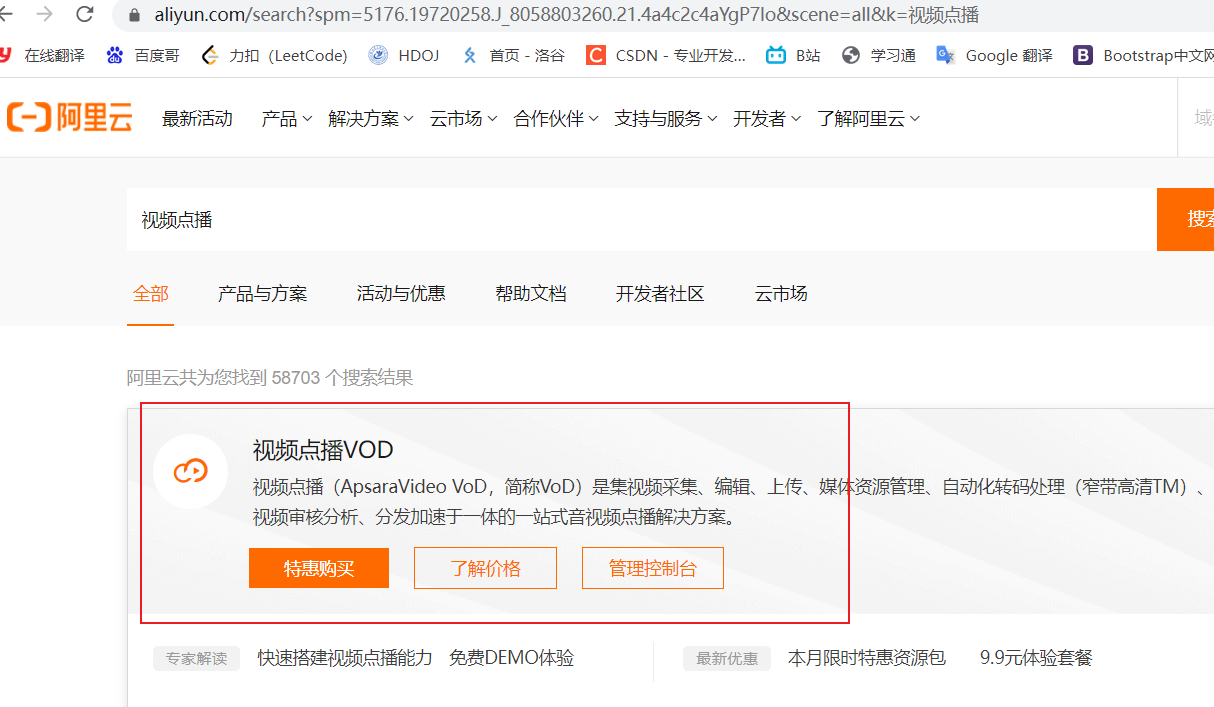 aliyun.com/search?spm=5176.19720258.J_8058803260.21.4a4c2c4aYgP7Io&scene=all&k=视频点播
在线翻译 百度哥 力扣（LeetCode） HDOJ 首页 - 洛谷 CSDN - 专业开发... B站 学习通 Google 翻译 Bootstrap中文网
阿里云 最新活动 产品 解决方案 云市场 合作伙伴 支持与服务 开发者 了解阿里云
视频点播 搜索
全部 产品与方案 活动与优惠 帮助文档 开发者社区 云市场
阿里云共为您找到 58703 个搜索结果
视频点播VOD
视频点播（ApsaraVideo VoD，简称VoD）是集视频采集、编辑、上传、媒体资源管理、自动化转码处理（窄带高清TM）、
视频审核分析、分发加速于一体的一站式音视频点播解决方案。
特惠购买 了解价格 管理控制台
专家解读 快速搭建视频点播能力 免费DEMO体验 最新优惠 本月限时特惠资源包 9.9元体验套餐